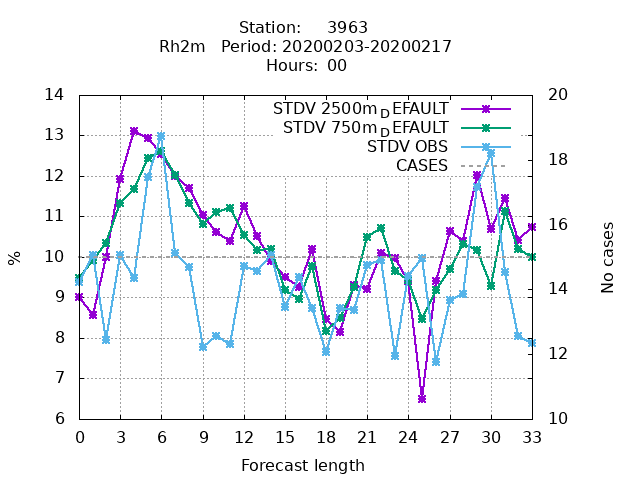 Station: 3963
Rh2m Period: 20200203-20200217
Hours: 00
14 20
STDV 2500m_DEFAULT
13
STDV 750m_DEFAULT
STDV OBS
18
CASES
12
11 16
10
%
No cases
9 14
8
12
7
6 10
0 3 6 9 12 15 18 21 24 27 30 33
Forecast length